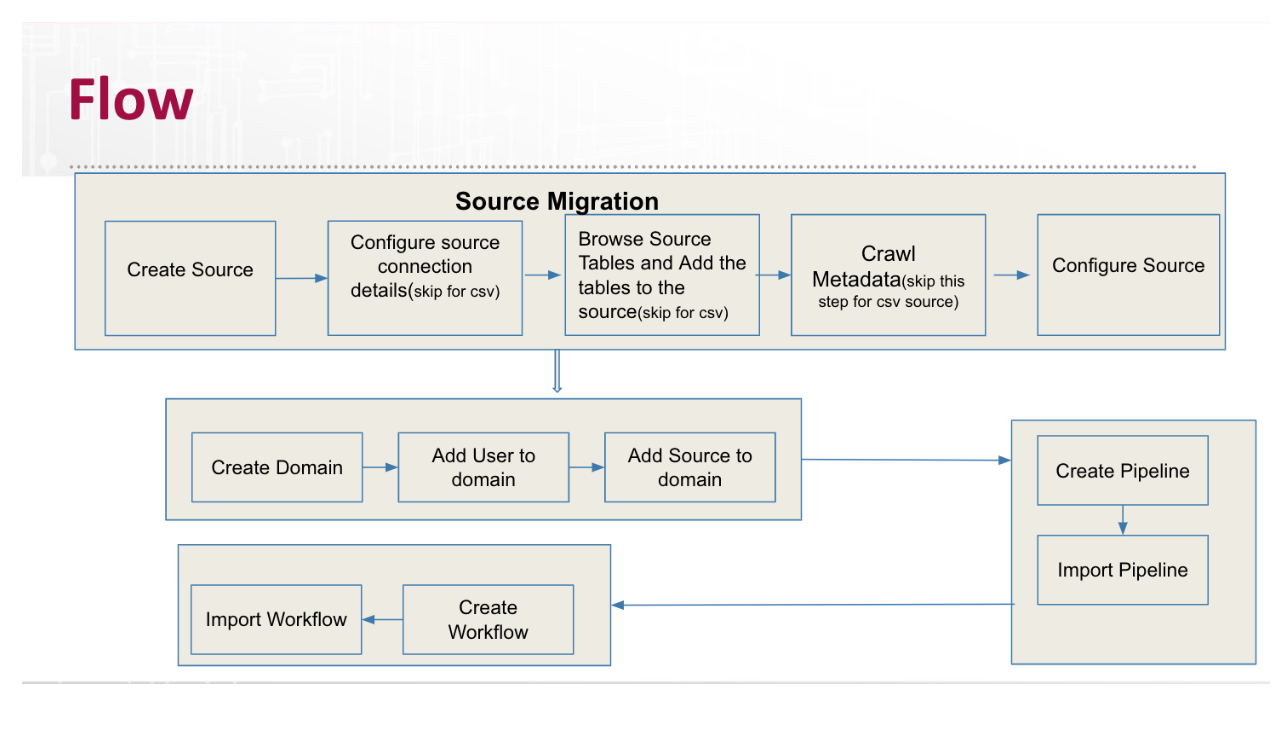 Flow
Source Migration
Create Source
Configure source
connection
details(skip for csv)
Browse Source
Tables and Add the
tables to the
source(skip for csv)
Crawl
Metadata(skip this
step for csv source)
Configure Source
Create Domain
Add User to
domain
Add Source to
domain
Create Pipeline
Import Pipeline
Import Workflow
Create
Workflow